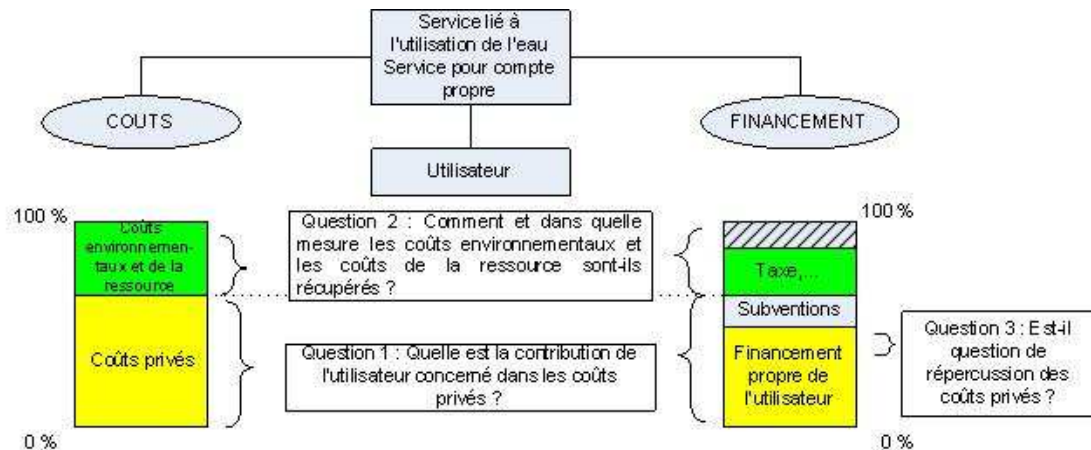 Service lié à
l'utilisation de l'eau
Service pour compte
propre
COUTS
FINANCEMENT
Utilisateur
100 %
Coûts
environnemen-
taux et de la
ressource
Coûts privés
0 %
Question 2 : Comment et dans quelle
mesure les coûts environnementaux et
les coûts de la ressource sont-ils
récupérés ?
Question 1 : Quelle est la contribution de
l'utilisateur concerné dans les coûts
privés ?
100 %
Taxe,...
Subventions
Financement
propre de
l'utilisateur
0 %
Question 3 : Est-il
question de
répercussion des
coûts privés ?